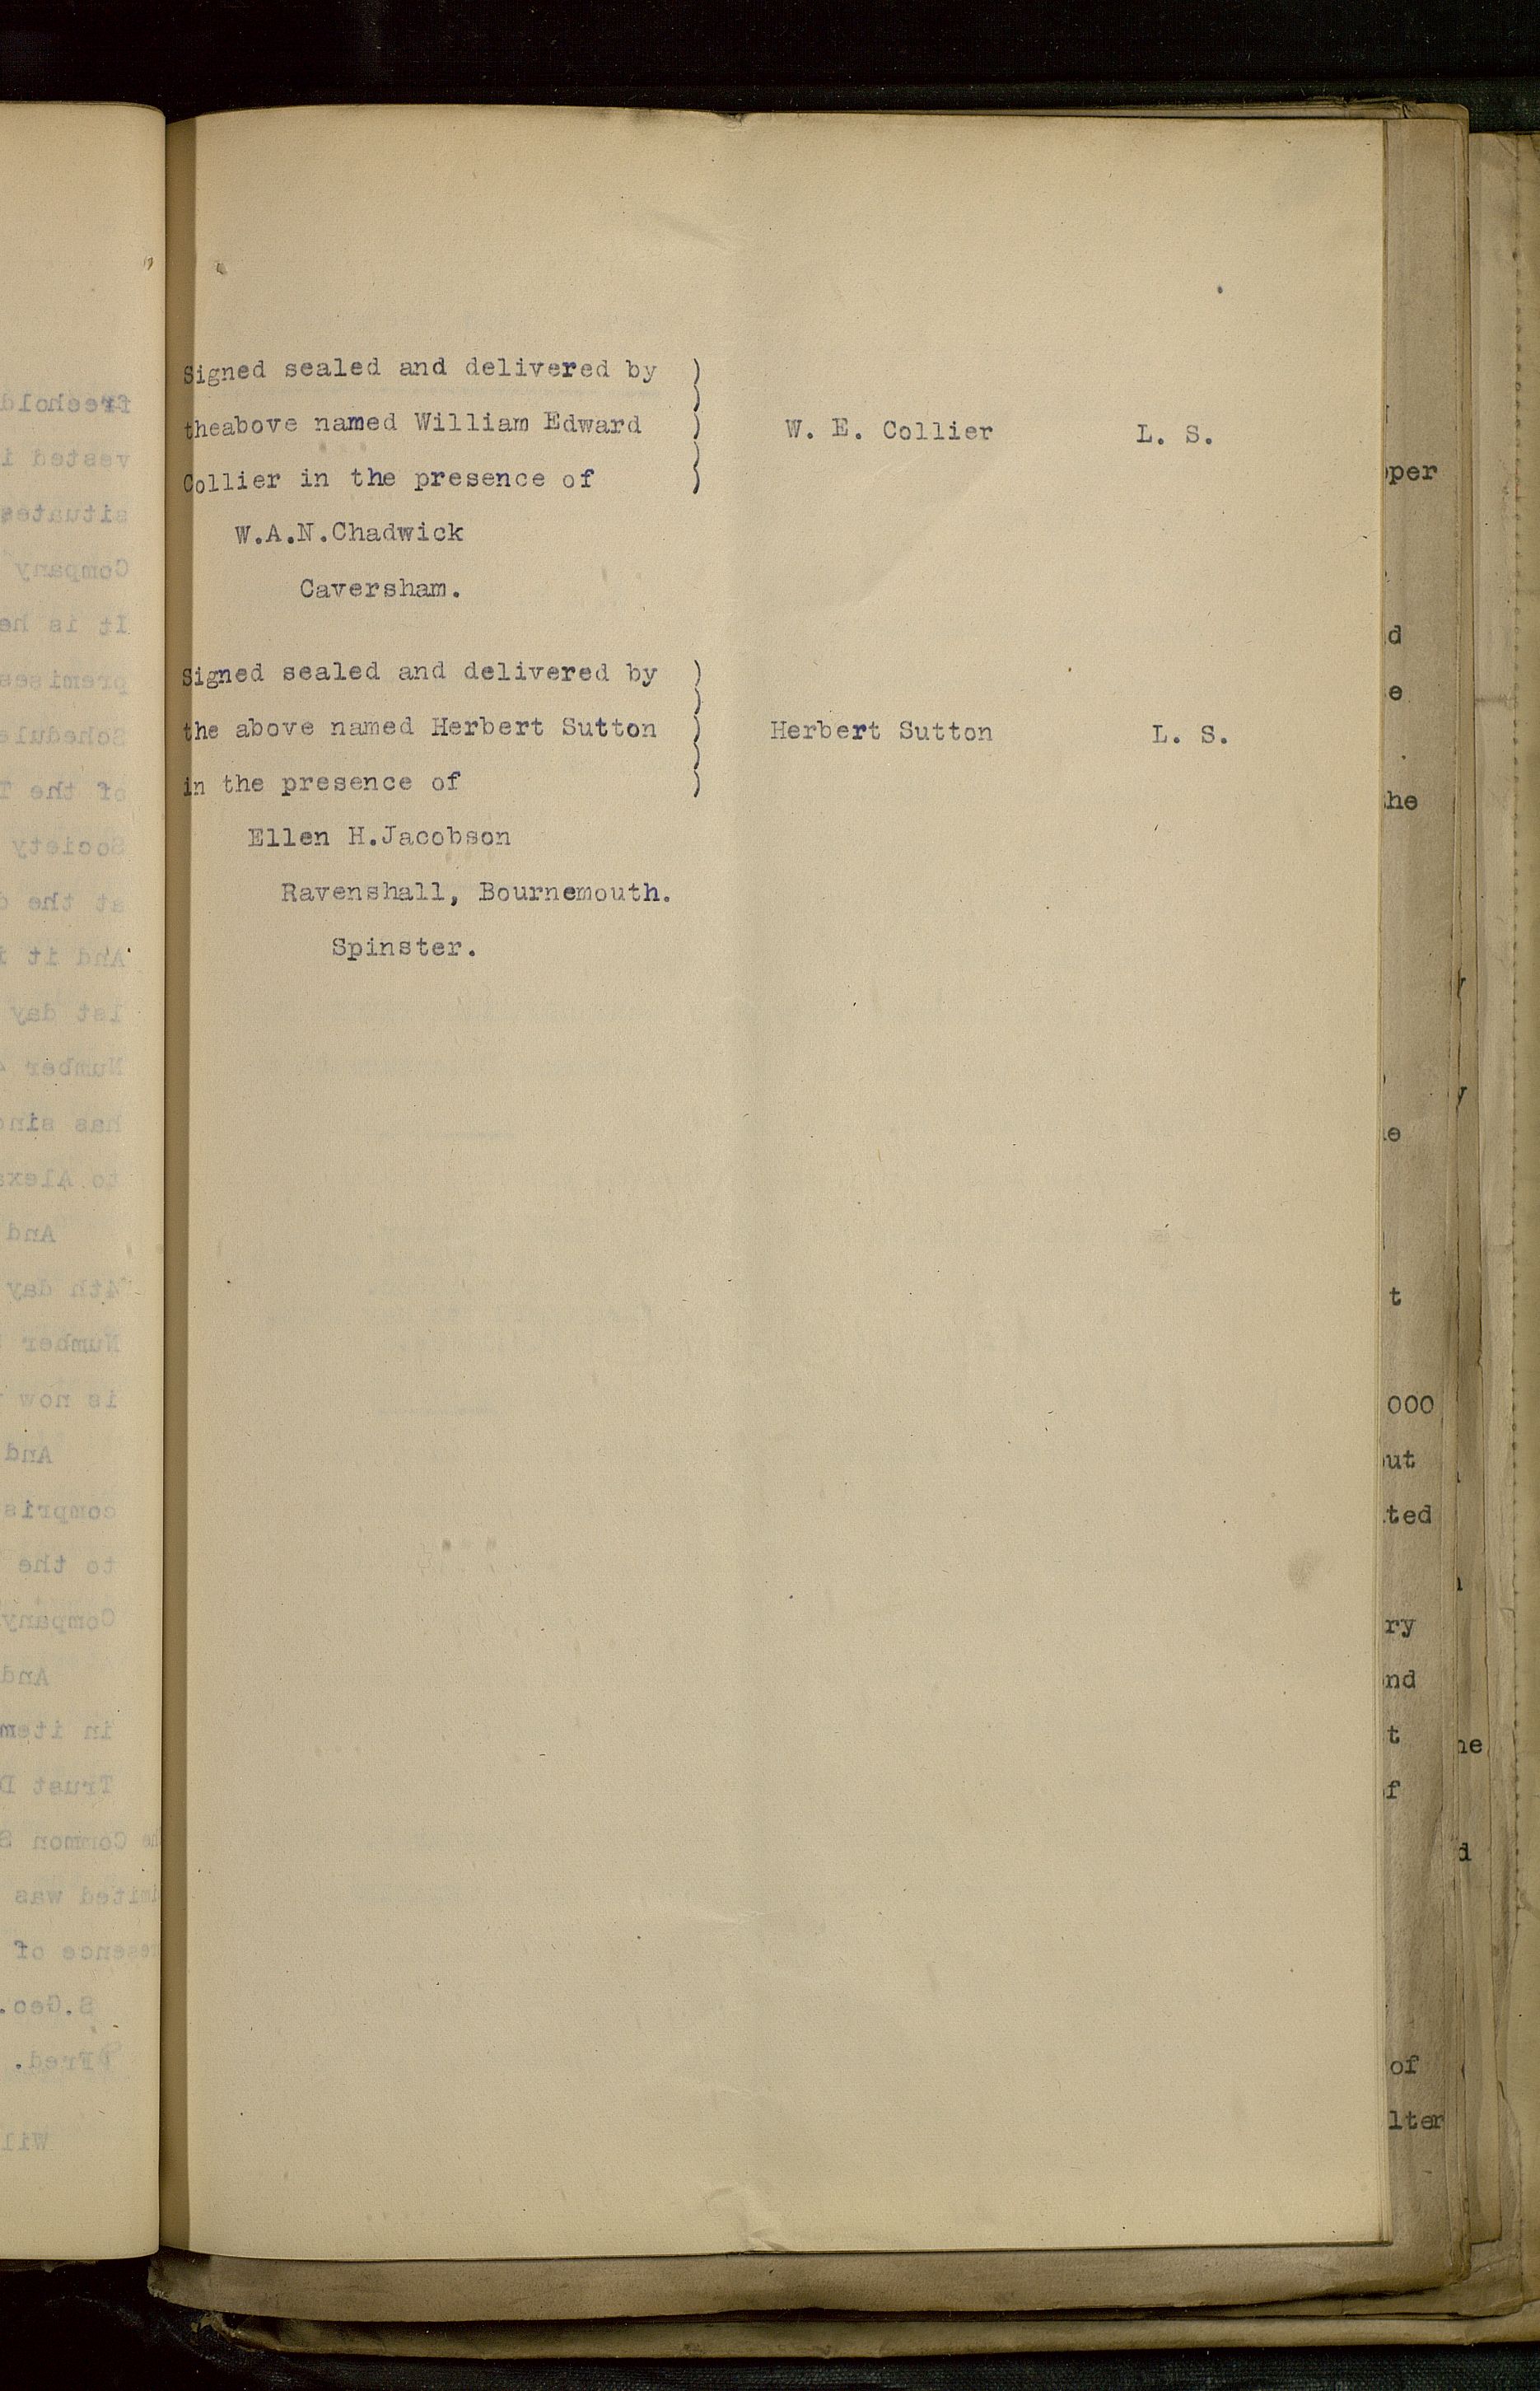 Signed sealed and delivered by )
theabove named William Edward ) W. E. Collier L. S.
Collier in the presence of )
W.A.N.Chadwick
Caversham.
Signed sealed and delivered by )
the above named Herbert Sutton ) Herbert Sutton L. S.
in the presence of )
Ellen H.Jacobson
Ravenshall, Bournemouth.
Spinster.